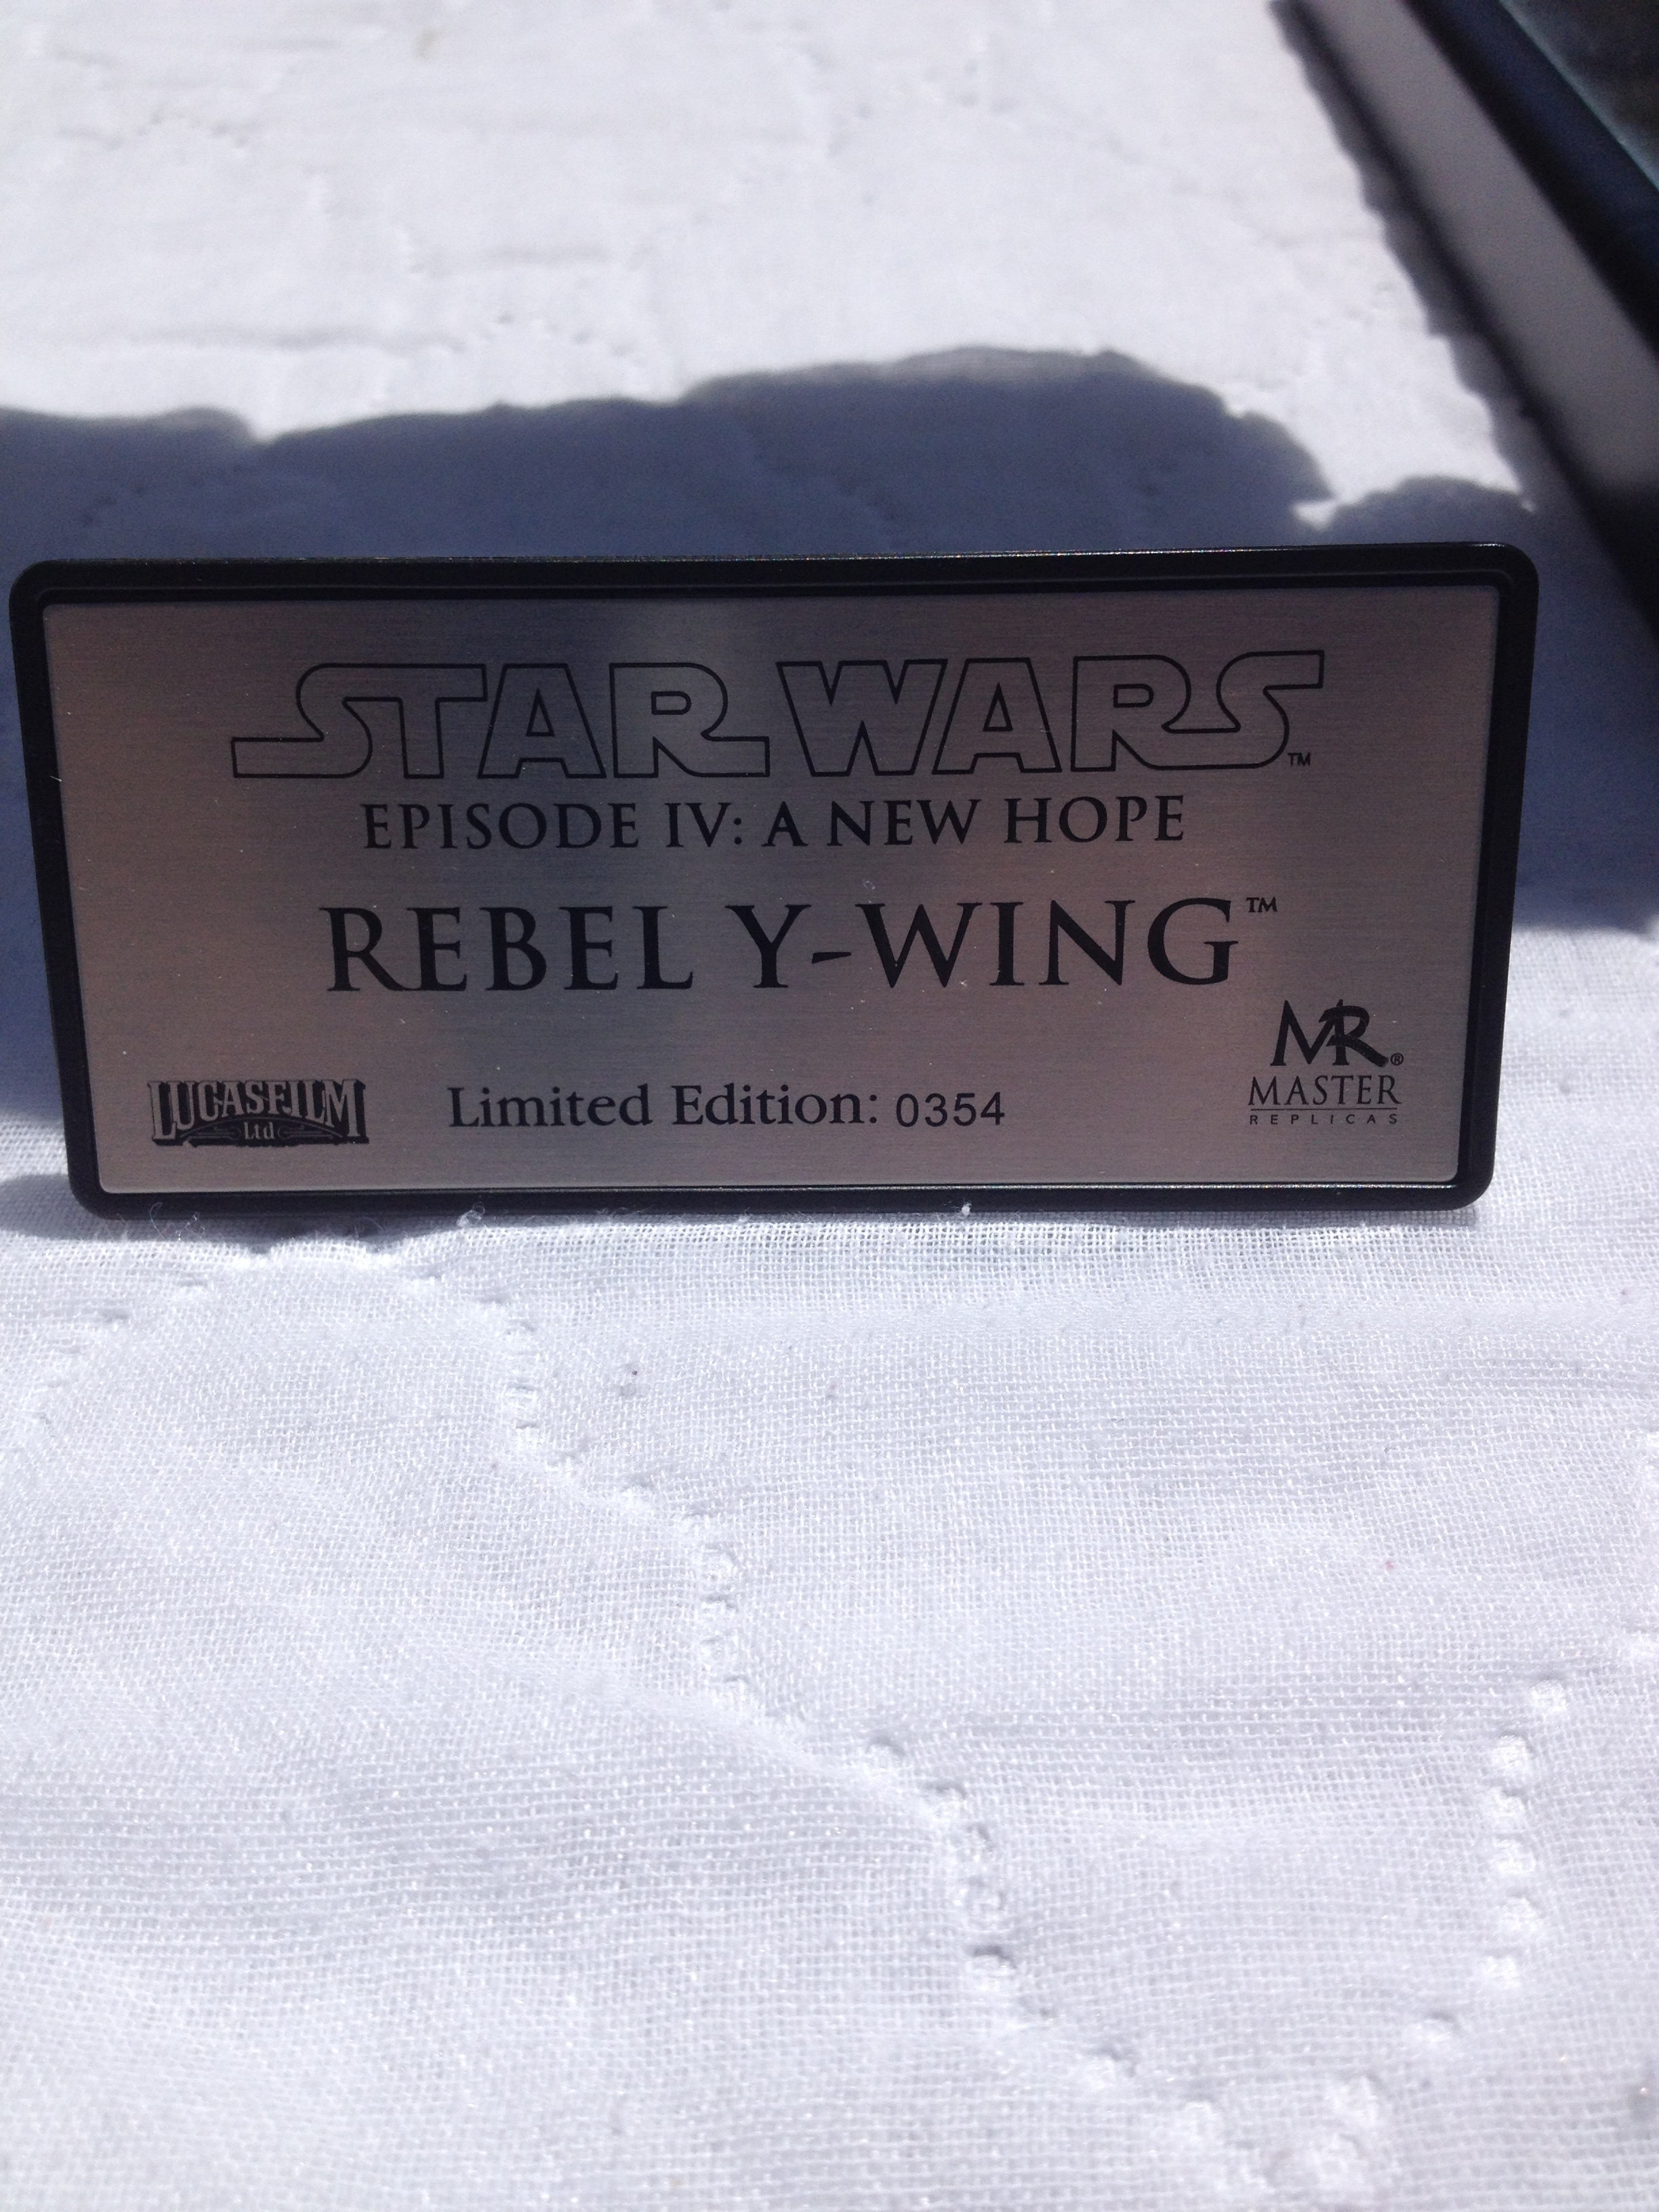 STAR WARS™
EPISODE IV: A NEW HOPE
REBEL Y-WING™
LUCASFILM
Ltd
Limited Edition: 0354
MR®
MASTER
REPLICAS